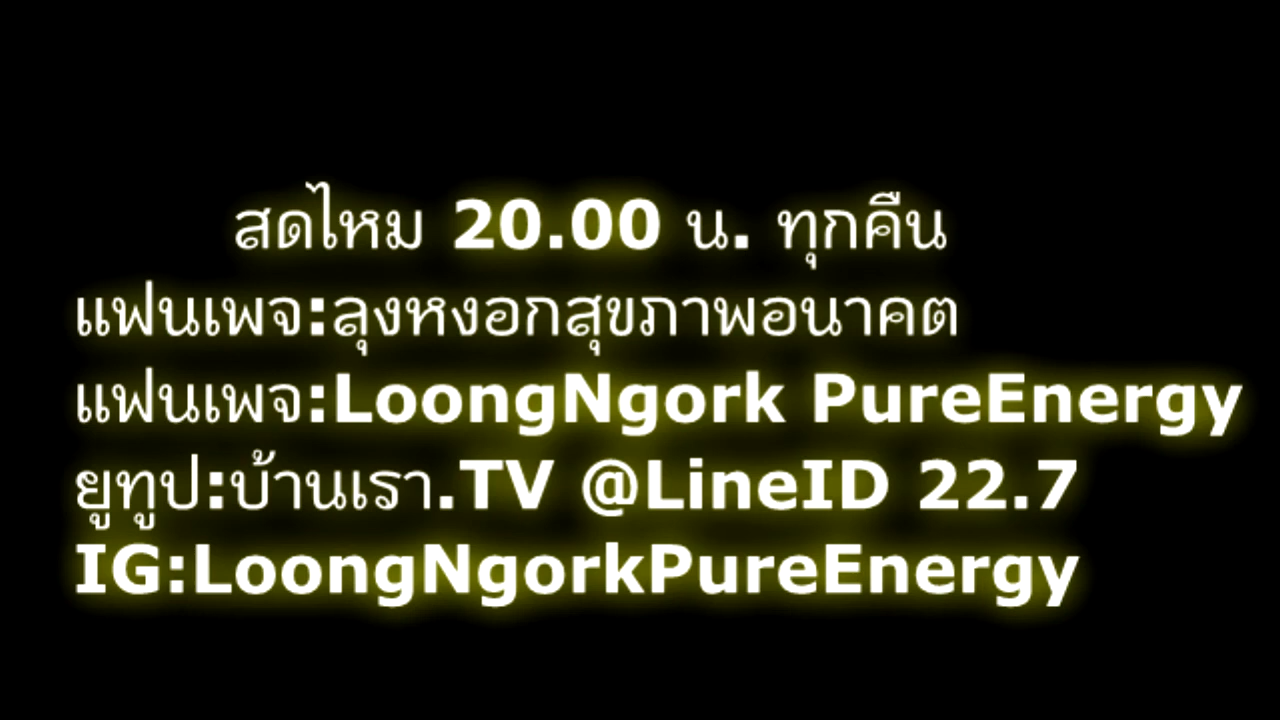 สดไหม 20.00 น. ทุกคืน
แฟนเพจ:ลุงหงอกสุขภาพอนาคต
แฟนเพจ:LoongNgork PureEnergy
ยูทูป:บ้านเรา.TV @LineID 22.7
IG:LoongNgorkPureEnergy